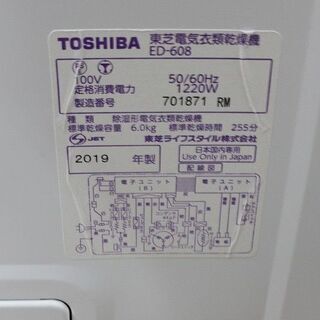 TOSHIBA 東芝電気衣類乾燥機
ED-608
100V 50/60Hz
定格消費電力 1220W
製造番号 701871 RM
種類 除湿形電気衣類乾燥機
標準乾燥容量 6.0kg 標準乾燥時間 255分
JET 東芝ライフスタイル株式会社
2019 年製
日本国内専用
Use Only in Japan
配線図
電子ユニット (B)
電子ユニット (A)